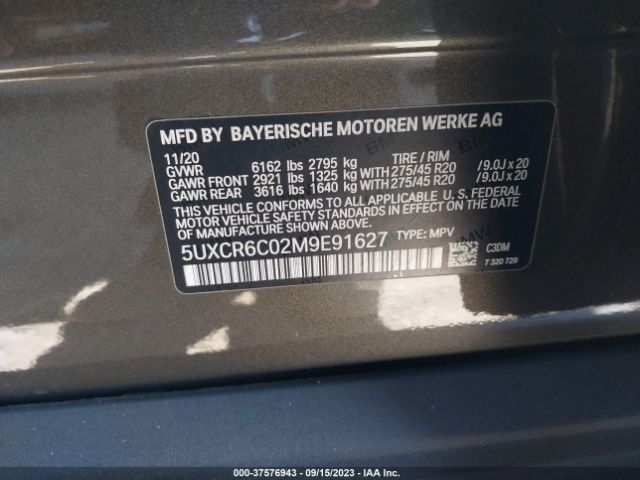 MFD BY BAYERISCHE MOTOREN WERKE AG
11/20
GVWR 6162 lbs 2795 kg TIRE / RIM
GAWR FRONT 2921 lbs 1325 kg WITH 275/45 R20 / 9.0J x 20
GAWR REAR 3616 lbs 1640 kg WITH 275/45 R20 / 9.0J x 20
THIS VEHICLE CONFORMS TO ALL APPLICABLE U.S. FEDERAL
MOTOR VEHICLE SAFETY STANDARDS IN EFFECT ON THE DATE
OF MANUFACTURE SHOWN ABOVE.
5UXCR6C02M9E91627 TYPE: MPV C3DM
7 320 729
000-37576943 / 09/15/2023 - IAA Inc.